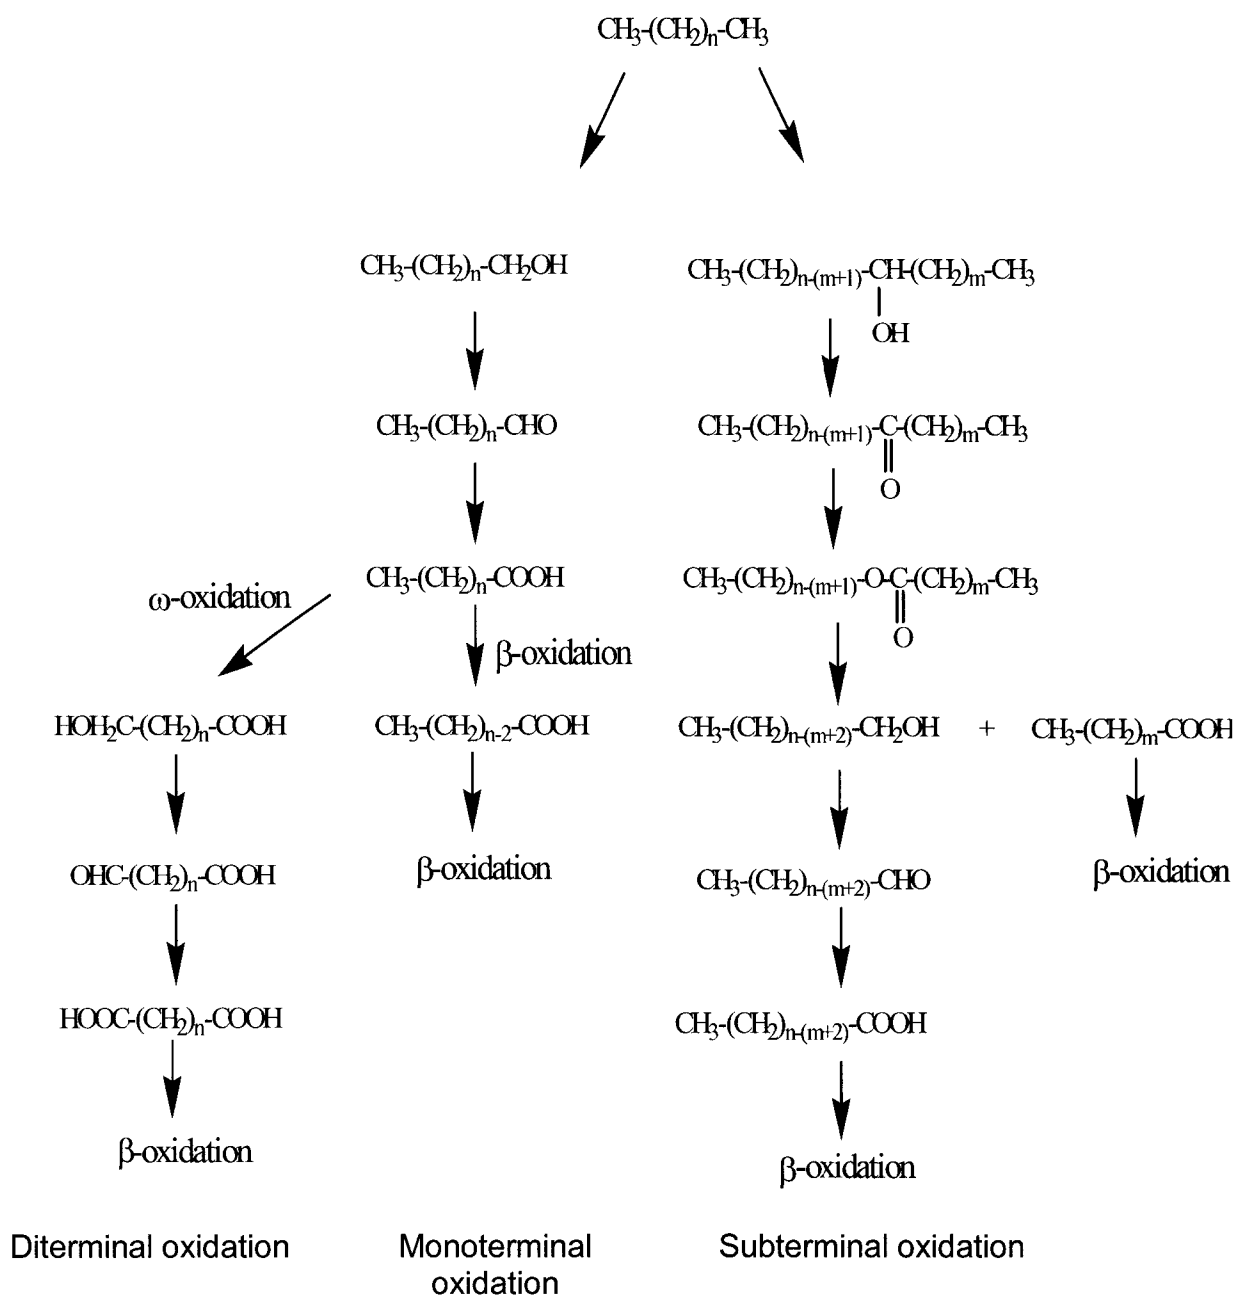 CH3-(CH2)n-CH3
CH3-(CH2)n-CH2OH
CH3-(CH2)n-(m+1)-CH-(CH2)m-CH3
OH
CH3-(CH2)n-CHO
CH3-(CH2)n-(m+1)-C-(CH2)m-CH3
O
ω-oxidation
CH3-(CH2)n-COOH
CH3-(CH2)n-(m+1)-O-C-(CH2)m-CH3
O
β-oxidation
HOH2C-(CH2)n-COOH
CH3-(CH2)n-2-COOH
CH3-(CH2)n-(m+2)-CH2OH + CH3-(CH2)m-COOH
OHC-(CH2)n-COOH
β-oxidation
CH3-(CH2)n-(m+2)-CHO
β-oxidation
HOOC-(CH2)n-COOH
CH3-(CH2)n-(m+2)-COOH
β-oxidation
β-oxidation
Diterminal oxidation
Monoterminal
oxidation
Subterminal oxidation